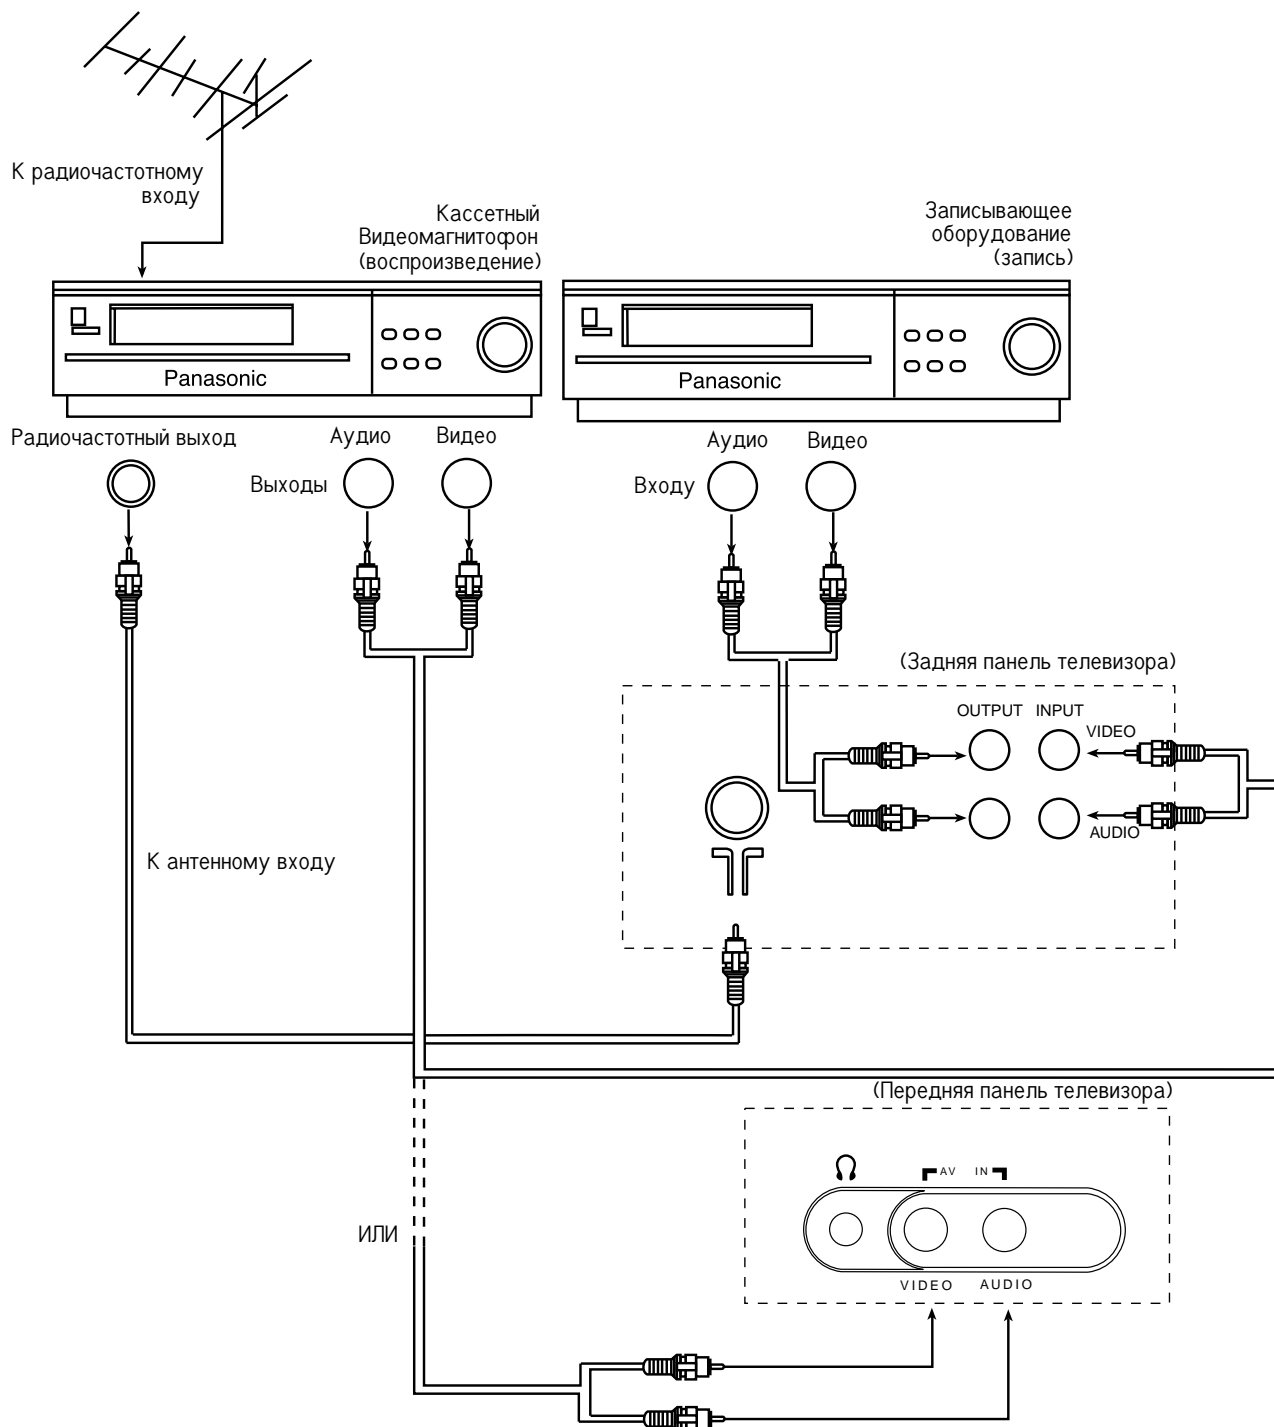 К радиочастотному
входу
Кассетный
Видеомагнитофон
(воспроизведение)
Записывающее
оборудование
(запись)
Panasonic
Panasonic
Радиочастотный выход
Аудио
Видео
Выходы
Аудио
Видео
Входу
(Задняя панель телевизора)
OUTPUT
INPUT
VIDEO
AUDIO
К антенному входу
(Передняя панель телевизора)
AV
IN
ИЛИ
VIDEO
AUDIO